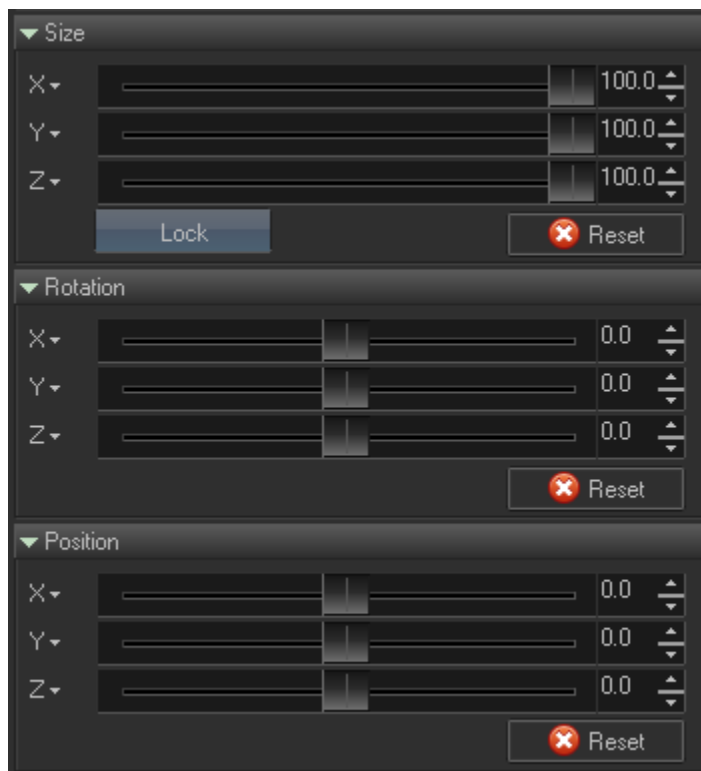 Size
X 100.0
Y 100.0
Z 100.0
Lock Reset
Rotation
X 0.0
Y 0.0
Z 0.0
Reset
Position
X 0.0
Y 0.0
Z 0.0
Reset